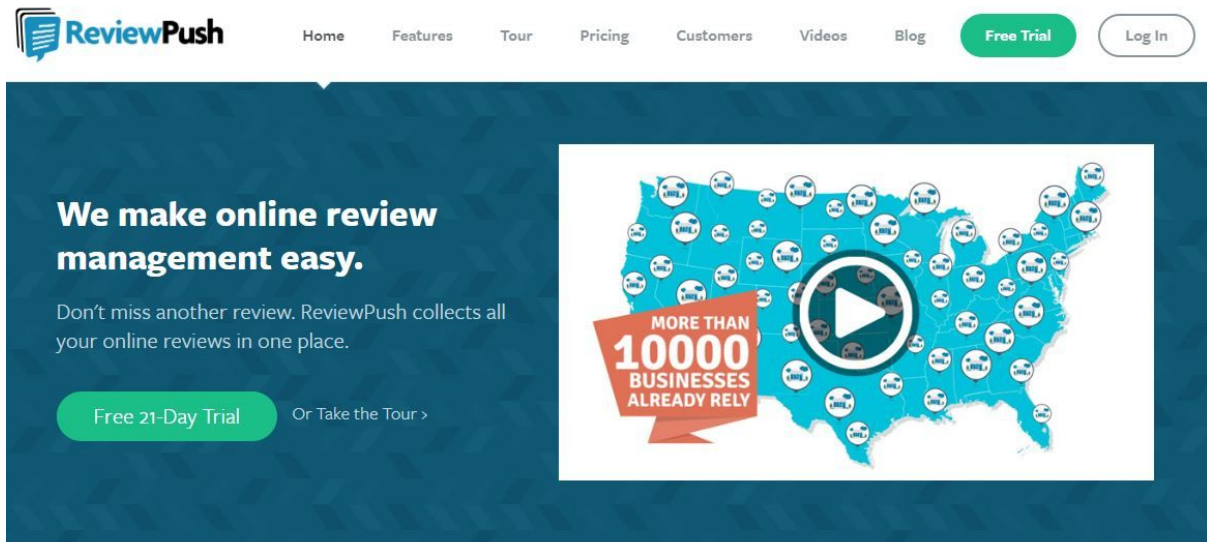 ReviewPush
Home Features Tour Pricing Customers Videos Blog Free Trial Log In
We make online review
management easy.
Don't miss another review. ReviewPush collects all
your online reviews in one place.
Free 21-Day Trial Or Take the Tour >
MORE THAN
10000
BUSINESSES
ALREADY RELY